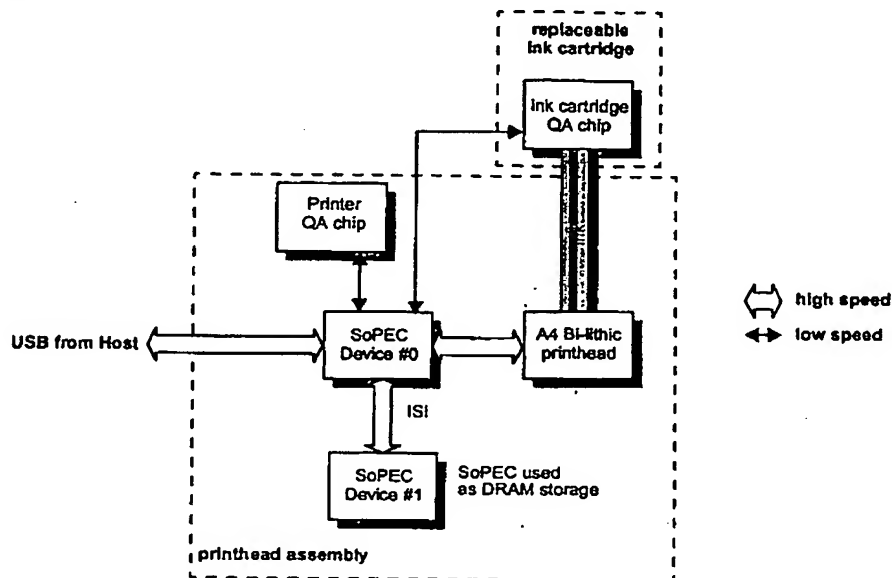 replaceable
ink cartridge
Ink cartridge
QA chip
Printer
QA chip
high speed
low speed
USB from Host
SoPEC
Device #0
A4 Bi-lithic
printhead
ISI
SoPEC
Device #1
SoPEC used
as DRAM storage
printhead assembly